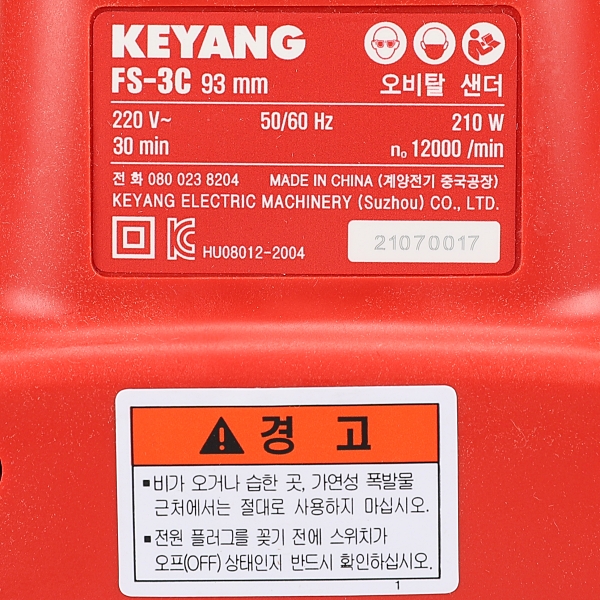 KEYANG
FS-3C 93 mm 오비탈 샌더
220 V~ 50/60 Hz 210 W
30 min n₀ 12000 /min
전 화 080 023 8204 MADE IN CHINA (계양전기 중국공장)
KEYANG ELECTRIC MACHINERY (Suzhou) CO., LTD.
HU08012-2004 21070017
경 고
▪비가 오거나 습한 곳, 가연성 폭발물
근처에서는 절대로 사용하지 마십시오.
▪전원 플러그를 꽂기 전에 스위치가
오프(OFF) 상태인지 반드시 확인하십시오.
1